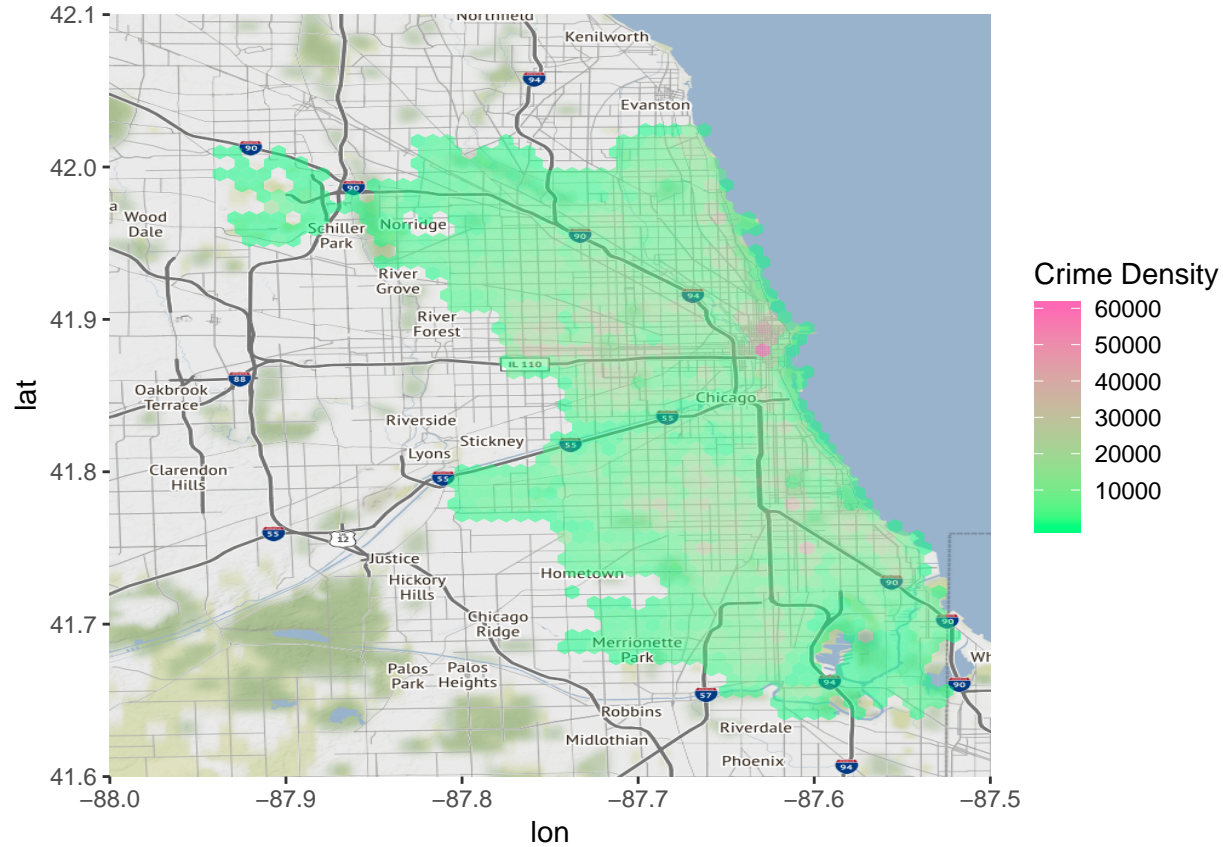 42.1
42.0
41.9
41.8
41.7
41.6
lat
−88.0
−87.9
−87.8
−87.7
−87.6
−87.5
lon
Northfield
Kenilworth
94
Evanston
90
90
a
Wood
Dale
Schiller
Park
Norridge
90
River
Grove
94
River
Forest
IL 110
88
Oakbrook
Terrace
Chicago
Riverside
55
Stickney
55
Lyons
Clarendon
Hills
55
55
12
Justice
Hometown
Hickory
Hills
90
Chicago
Ridge
90
Merrionette
Park
Wh
Palos
Park
Palos
Heights
94
90
57
Robbins
Riverdale
Midlothian
Phoenix
94
Crime Density
60000
50000
40000
30000
20000
10000